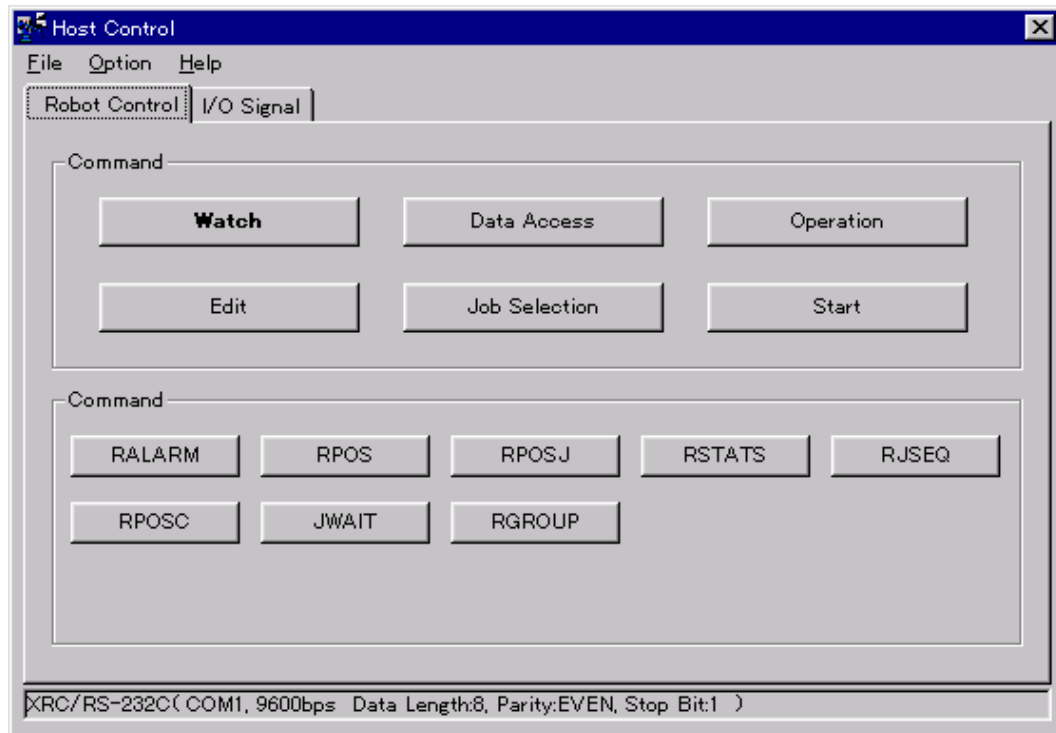 Host Control
File Option Help
Robot Control I/O Signal
Command
Watch Data Access Operation
Edit Job Selection Start
Command
RALARM RPOS RPOSJ RSTATS RJSEQ
RPOSC JWAIT RGROUP
XRC/RS-232C( COM1, 9600bps Data Length:8, Parity:EVEN, Stop Bit:1 )